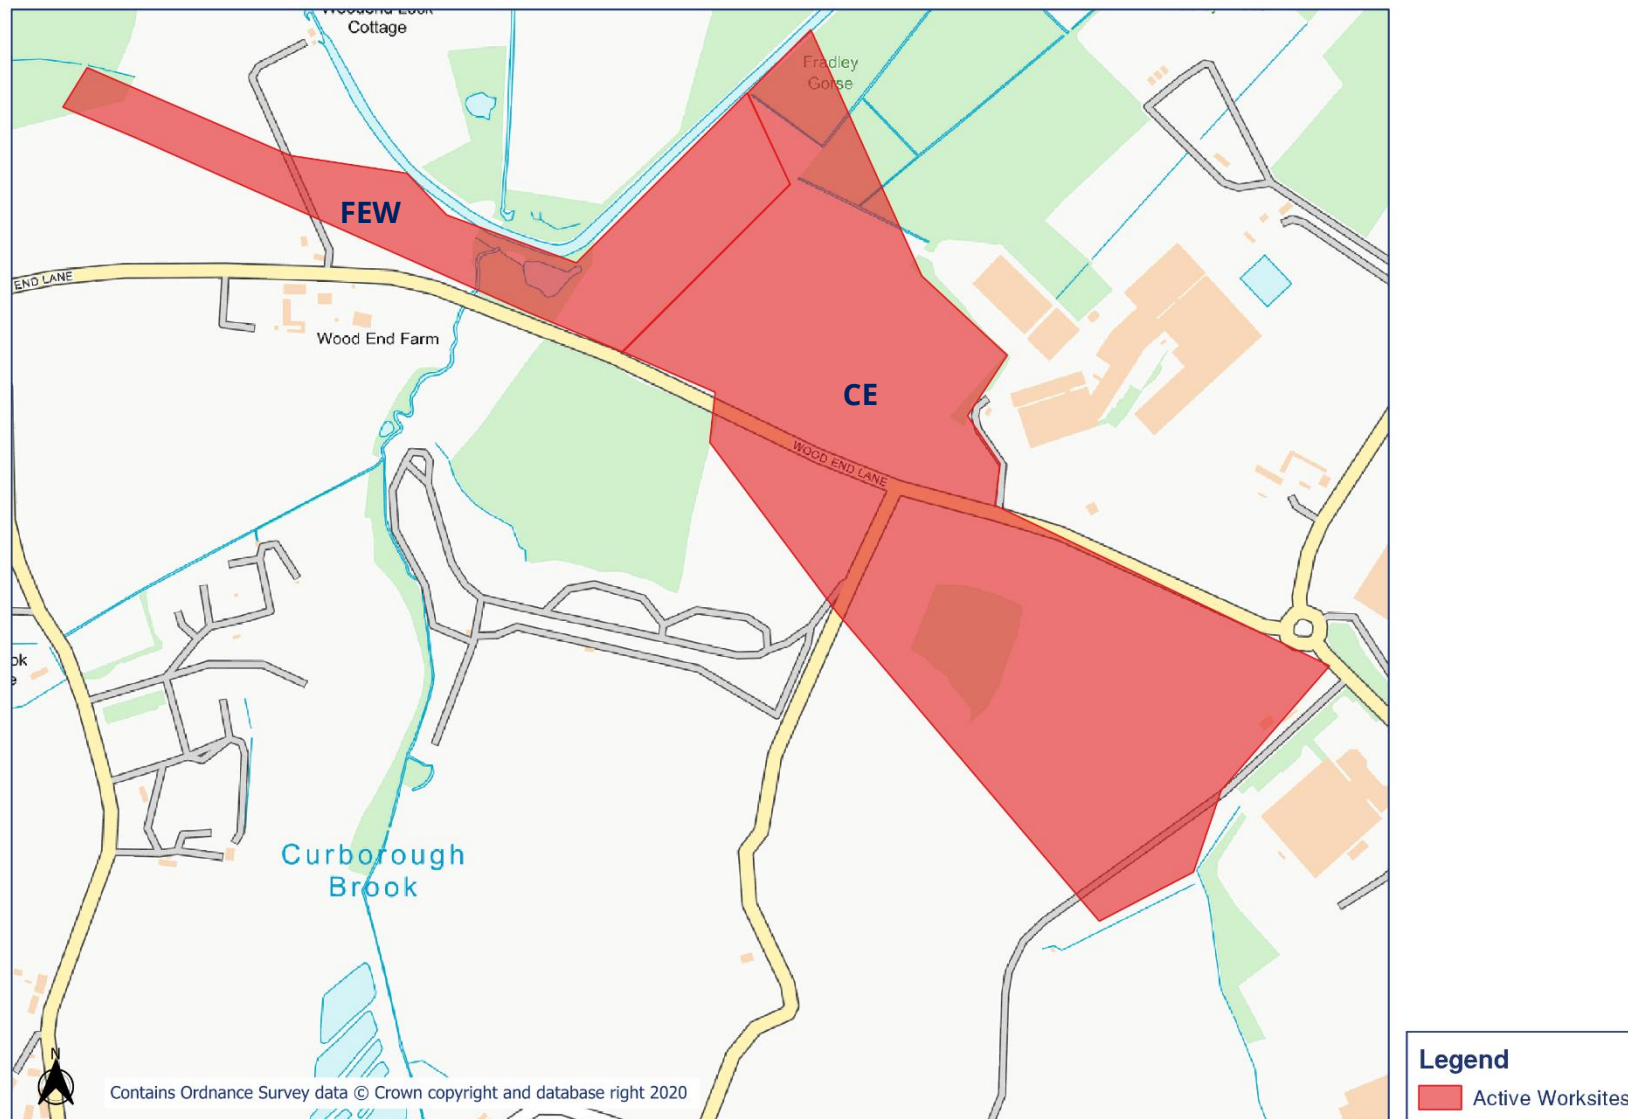 Cottage
Fradley
Gorse
FEW
END LANE
Wood End Farm
CE
WOOD END LANE
Curborough
Brook
N
Contains Ordnance Survey data © Crown copyright and database right 2020
Legend
Active Worksites